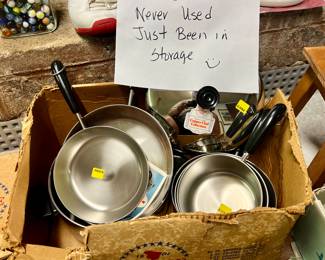 Never Used
Just Been in
Storage